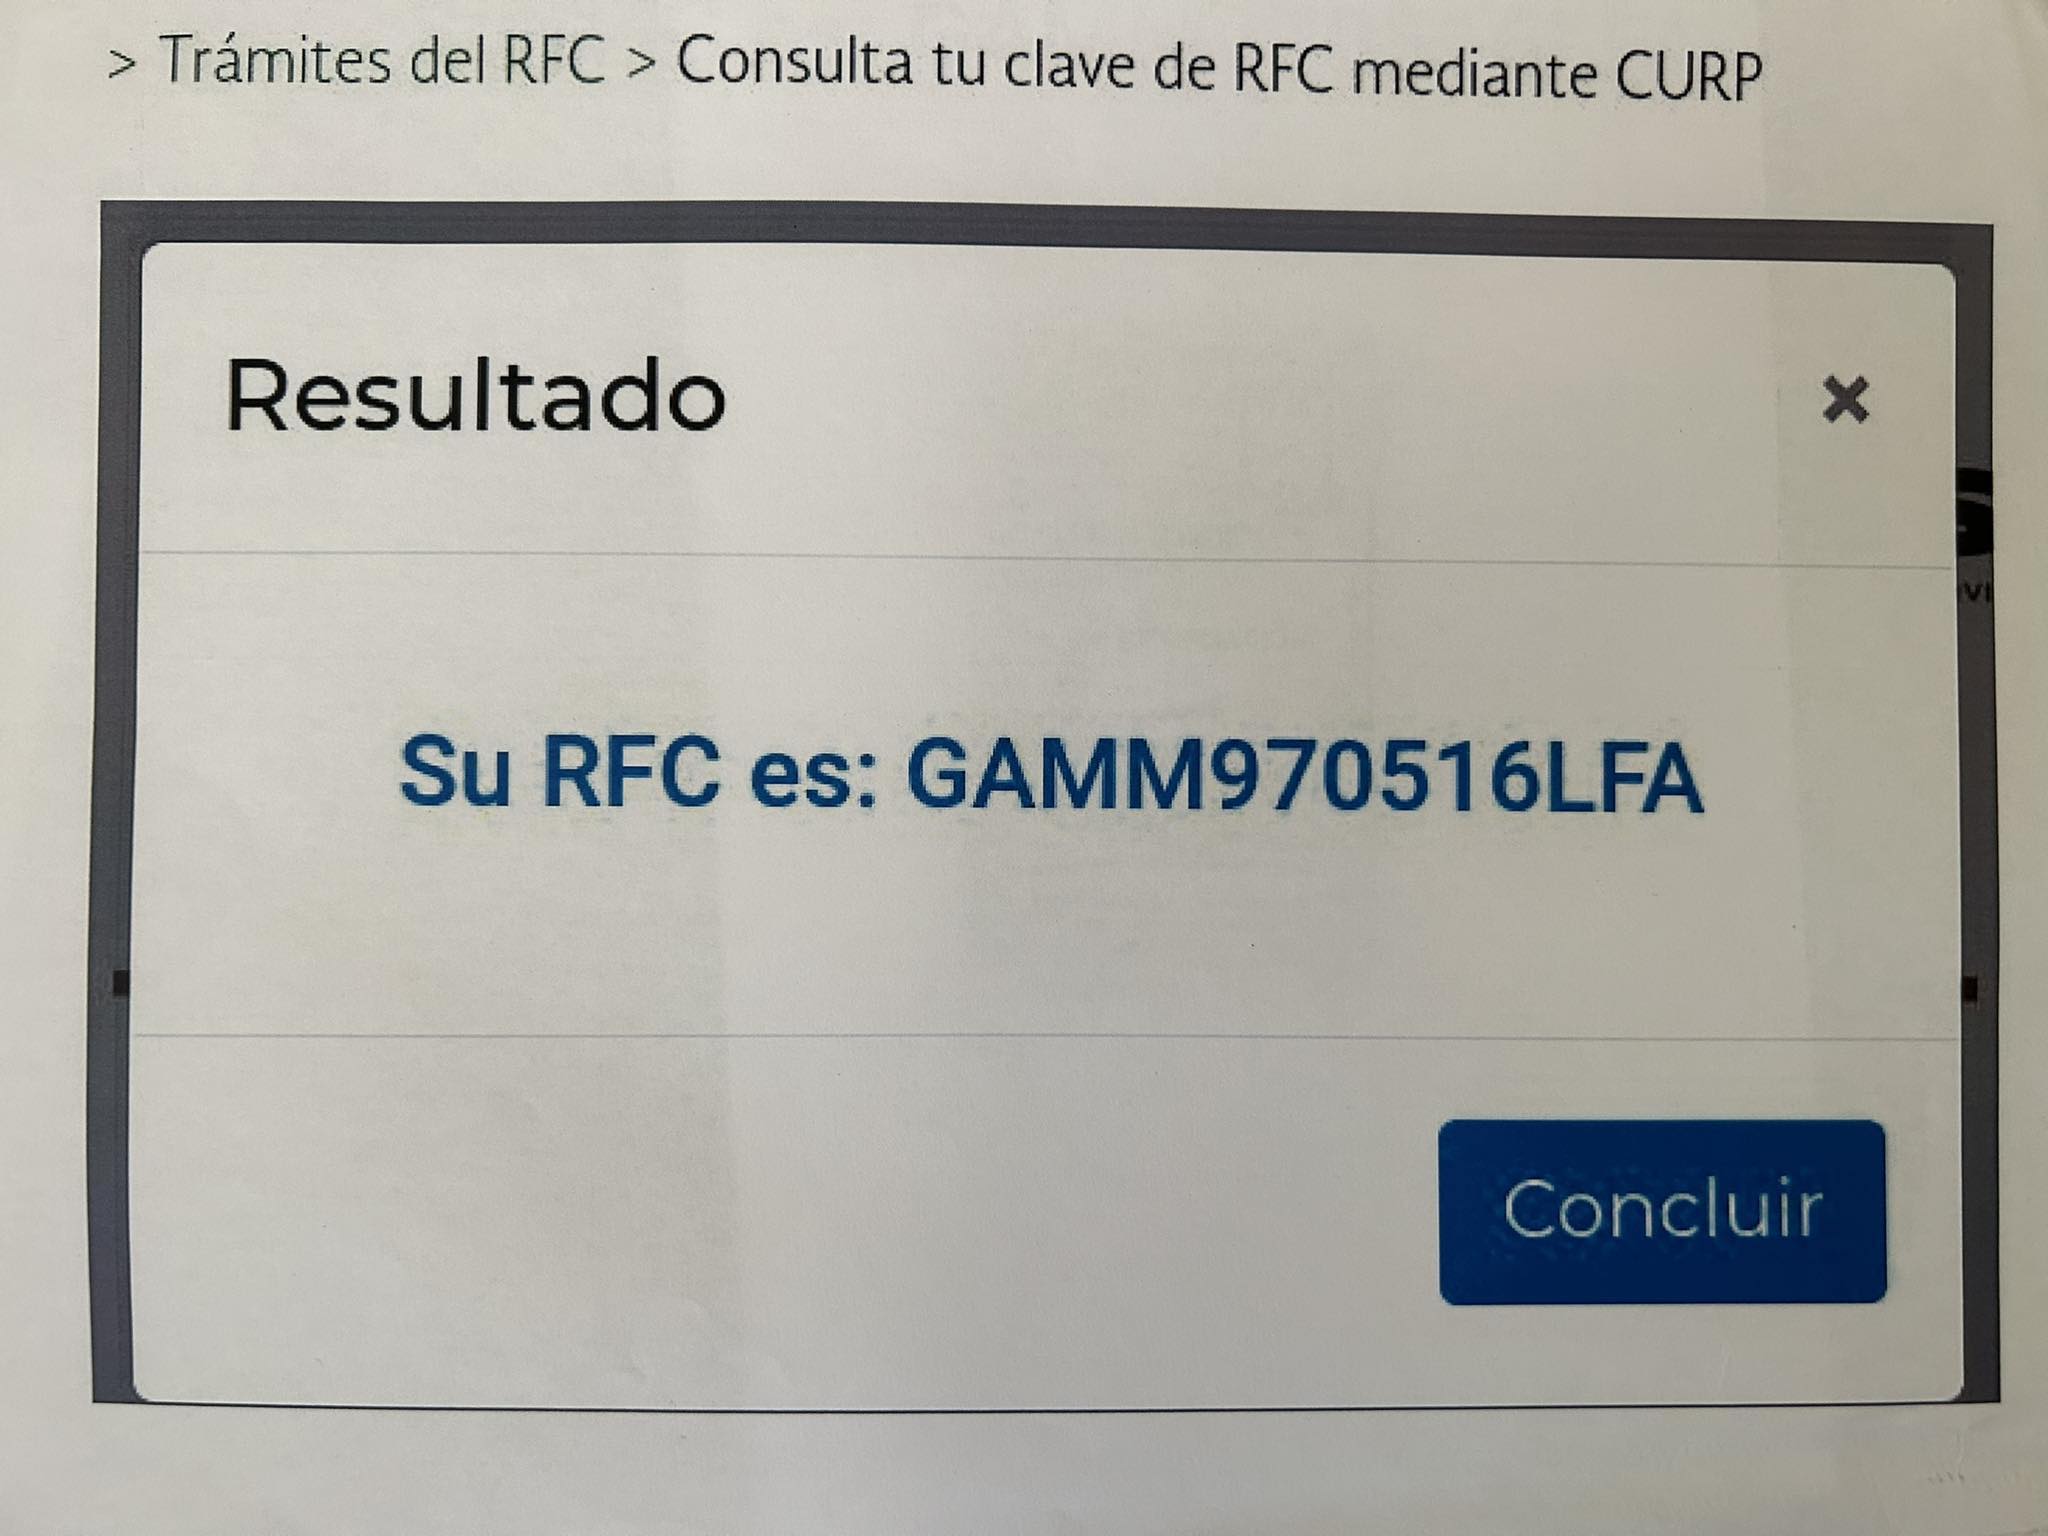 > Trámites del RFC > Consulta tu clave de RFC mediante CURP
Resultado
×
Su RFC es: GAMM970516LFA
Concluir